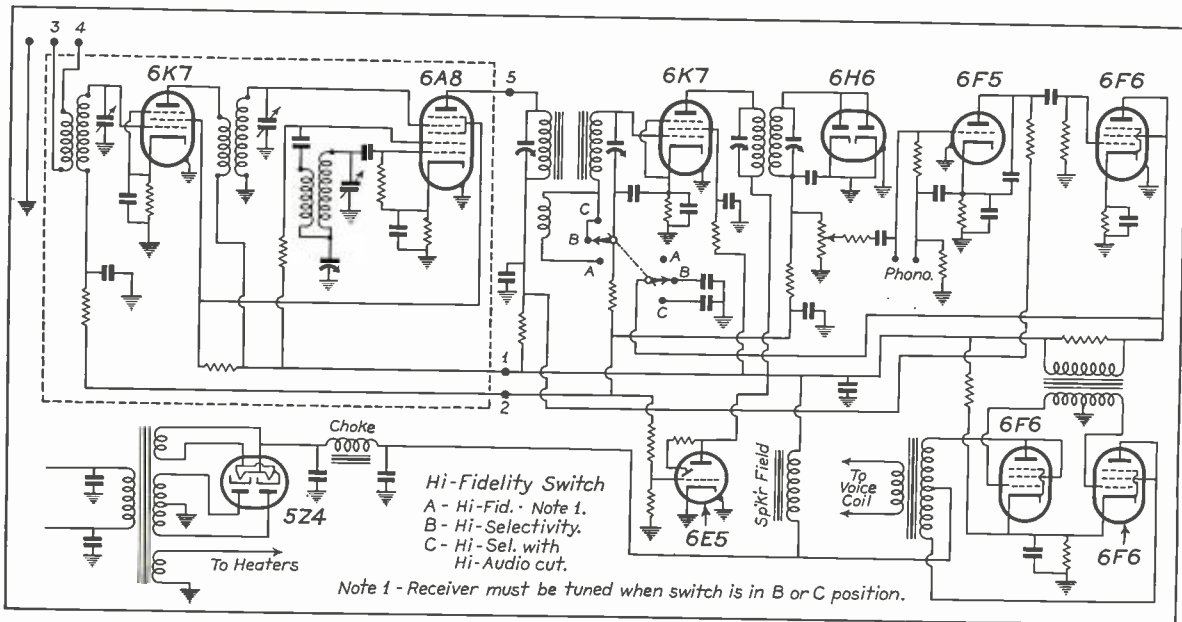 3 4
6K7
6A8
5
6K7
6H6
6F5
6F6
C
B
A
A
B
C
Phono.
1
2
Choke
5Z4
To Heaters
Hi-Fidelity Switch
A - Hi-Fid. · Note 1.
B - Hi-Selectivity.
C - Hi-Sel. with
Hi-Audio cut.
6E5
Sp'k'r Field
To
Voice
Coil
6F6
6F6
Note 1 - Receiver must be tuned when switch is in B or C position.